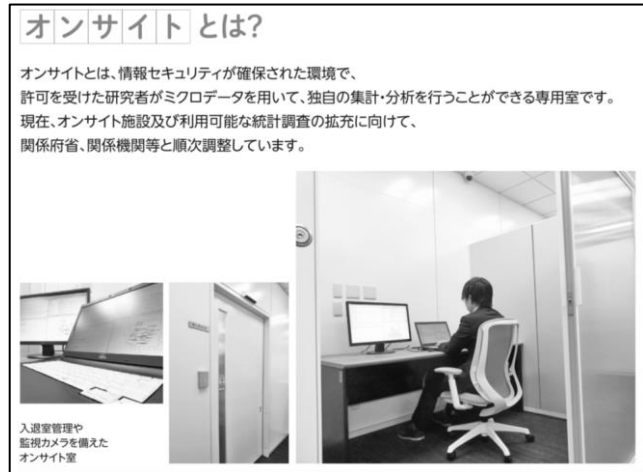 オンサイトとは?
オンサイトとは、情報セキュリティが確保された環境で、
許可を受けた研究者がミクロデータを用いて、独自の集計・分析を行うことができる専用室です。
現在、オンサイト施設及び利用可能な統計調査の拡充に向けて、
関係府省、関係機関等と順次調整しています。
入退室管理や
監視カメラを備えた
オンサイト室